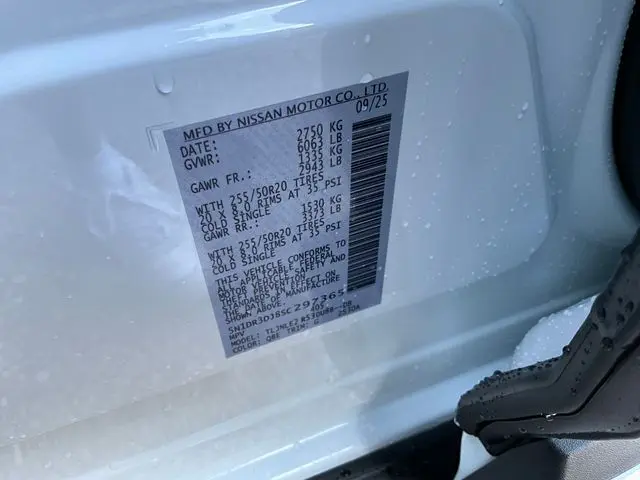 MFD BY NISSAN MOTOR CO., LTD.
DATE: 09/25
GVWR: 2750 KG
6063 LB
GAWR FR.: 1335 KG
2943 LB
WITH 255/50R20 TIRES
20 X 8.0 RIMS AT 35 PSI
COLD SINGLE
GAWR RR.: 1530 KG
3373 LB
WITH 255/50R20 TIRES
20 X 8.0 RIMS AT 35 PSI
COLD SINGLE
THIS VEHICLE CONFORMS TO
ALL APPLICABLE FEDERAL
MOTOR VEHICLE SAFETY AND
THEFT PREVENTION
STANDARDS IN EFFECT ON
THE DATE OF MANUFACTURE
SHOWN ABOVE.
5N1DR3DJ8SC297365
MPV
MODEL:
COLOR: QBE TRIM: G